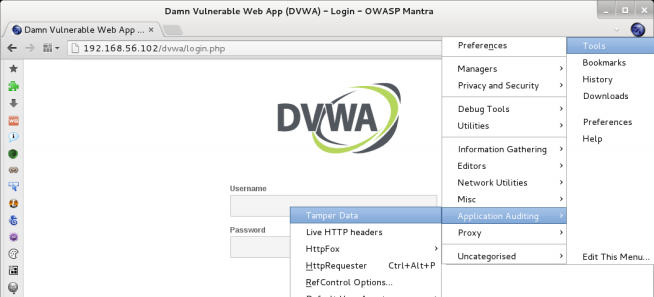 Damn Vulnerable Web App (DVWA) - Login - OWASP Mantra
Damn Vulnerable Web App ...
192.168.56.102/dvwa/login.php
DVWA
Username
Password
Preferences
Managers
Privacy and Security
Debug Tools
Utilities
Information Gathering
Editors
Network Utilities
Misc
Application Auditing
Proxy
Uncategorised
Tools
Bookmarks
History
Downloads
Preferences
Help
Edit This Menu...
Tamper Data
Live HTTP headers
HttpFox
HttpRequester Ctrl+Alt+P
RefControl Options...